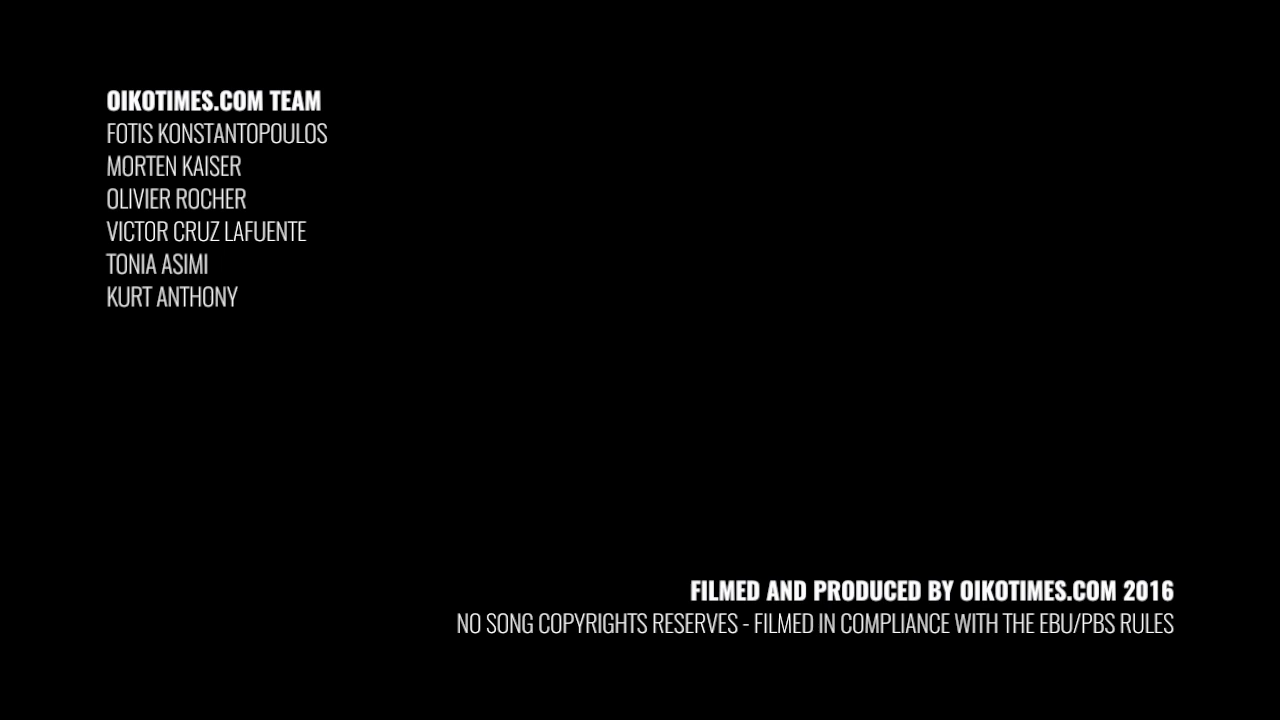 OIKOTIMES.COM TEAM
FOTIS KONSTANTOPOULOS
MORTEN KAISER
OLIVIER ROCHER
VICTOR CRUZ LAFUENTE
TONIA ASIMI
KURT ANTHONY
FILMED AND PRODUCED BY OIKOTIMES.COM 2016
NO SONG COPYRIGHTS RESERVES - FILMED IN COMPLIANCE WITH THE EBU/PBS RULES